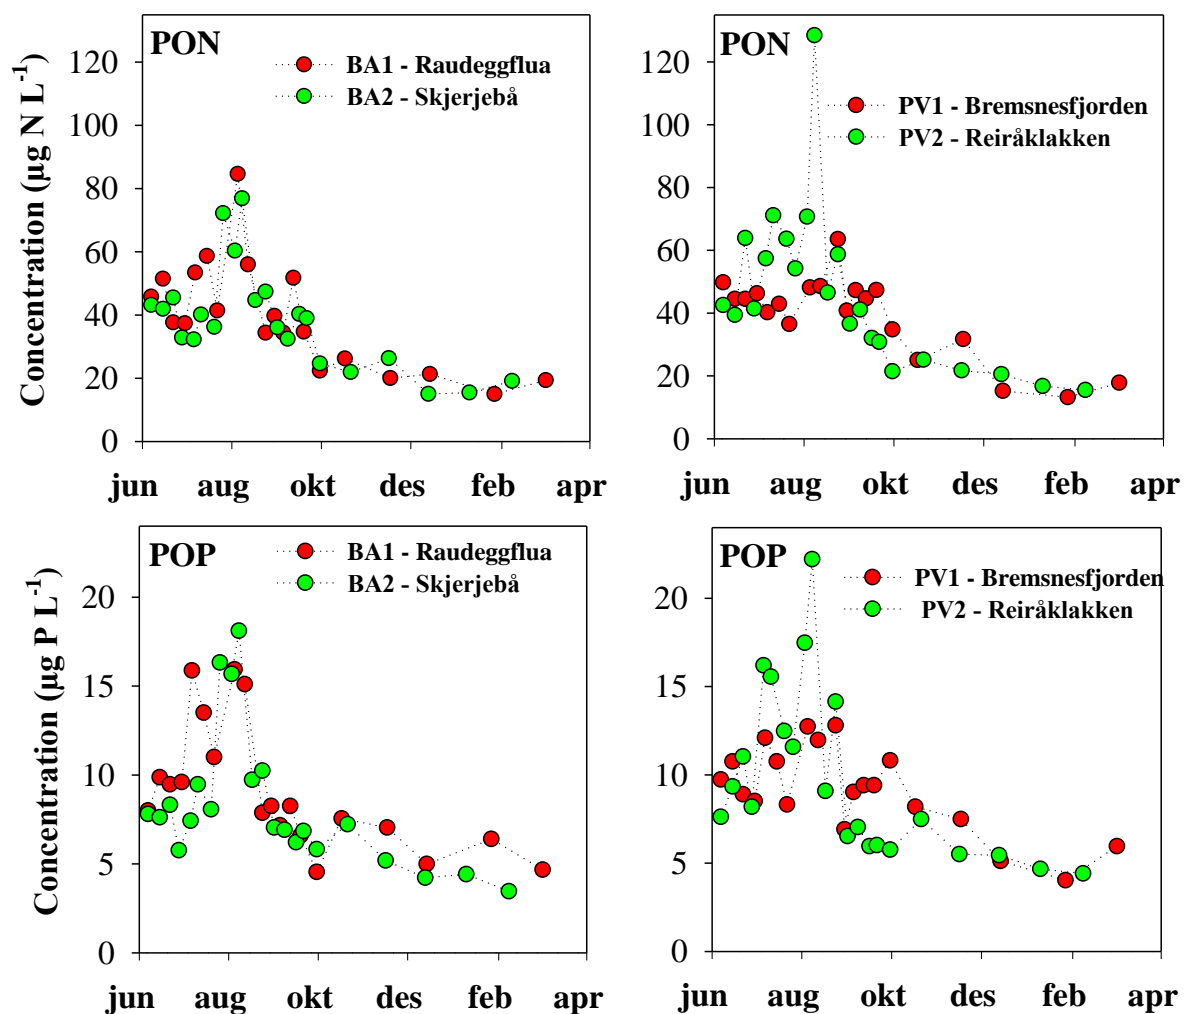 PON
BA1 - Raudeggflua
BA2 - Skjerjebå
Concentration (µg N L⁻¹)
120
100
80
60
40
20
0
jun aug okt des feb apr
PON
PV1 - Bremsnesfjorden
PV2 - Reiråklakken
120
100
80
60
40
20
0
jun aug okt des feb apr
POP
BA1 - Raudeggflua
BA2 - Skjerjebå
Concentration (µg P L⁻¹)
20
15
10
5
0
jun aug okt des feb apr
POP
PV1 - Bremsnesfjorden
PV2 - Reiråklakken
20
15
10
5
0
jun aug okt des feb apr